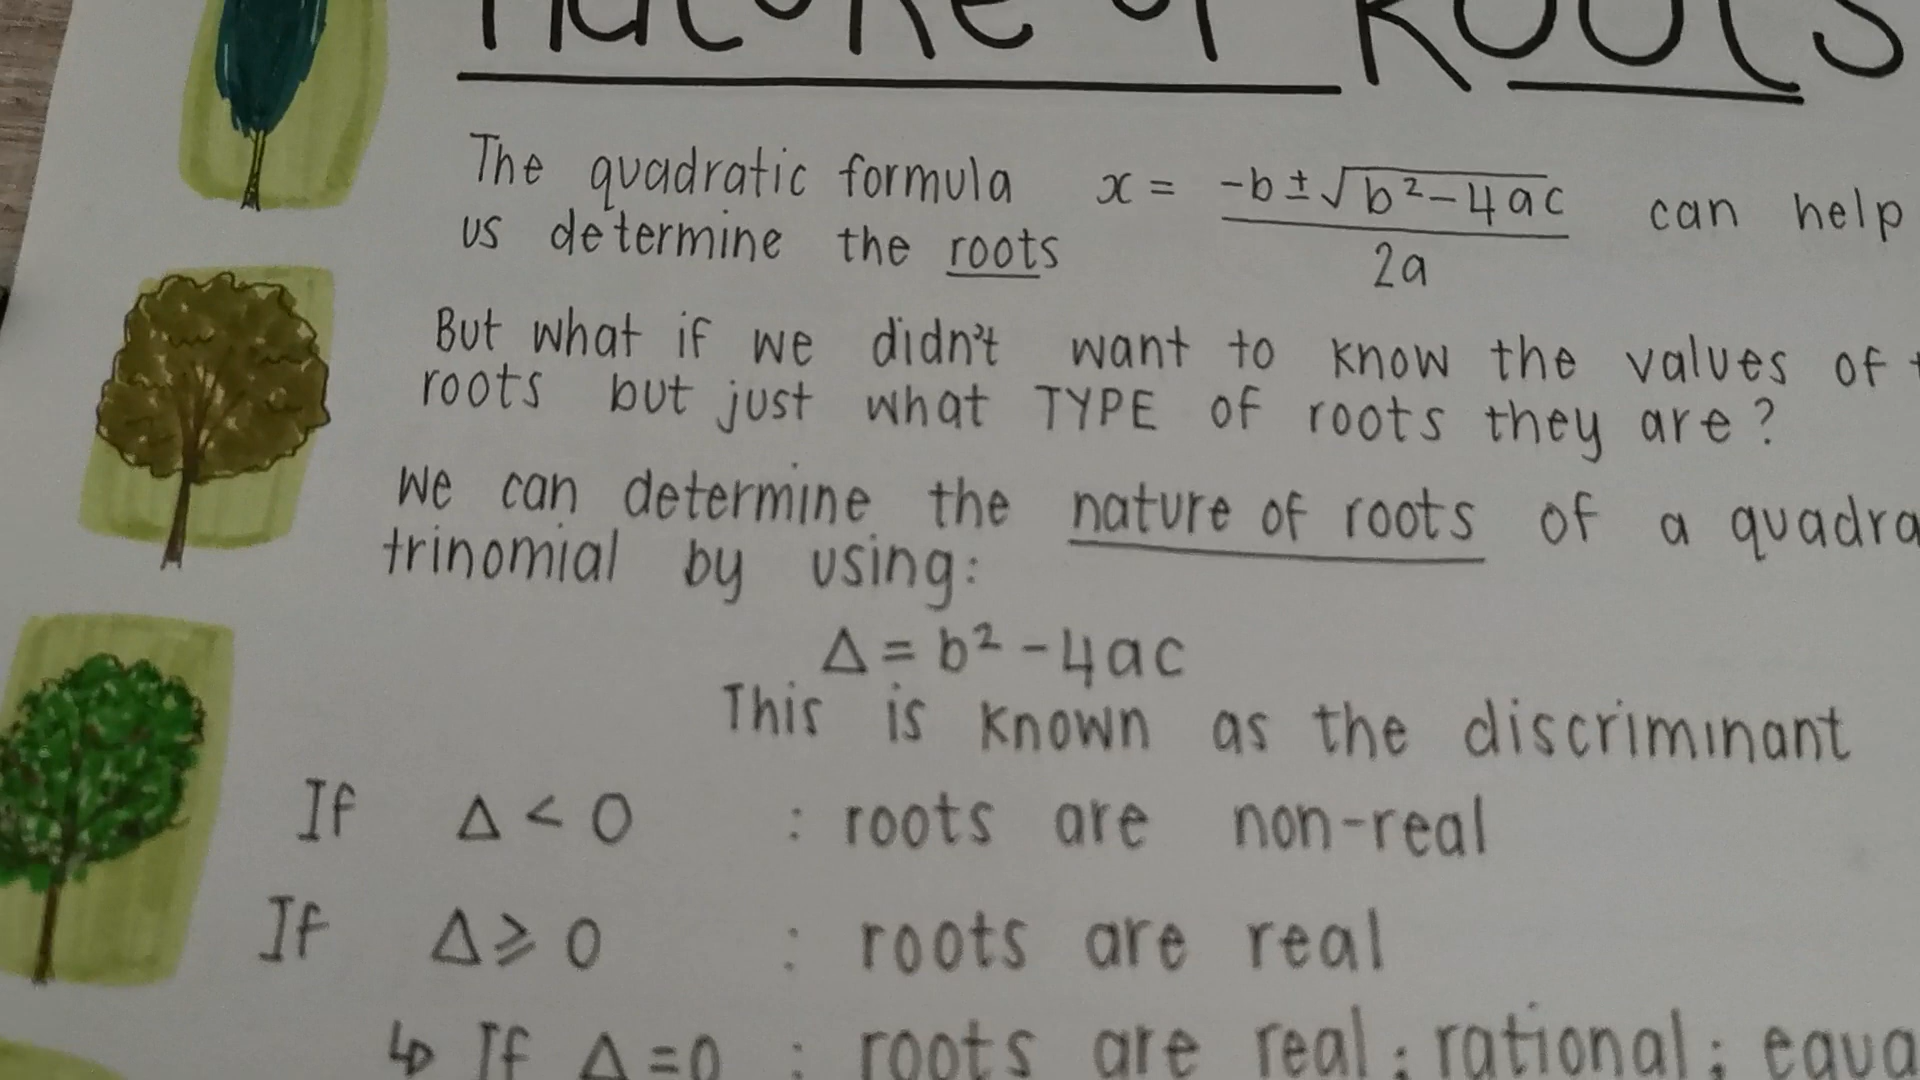 Nature of Roots
The quadratic formula x = -b±√b²-4ac / 2a can help
us determine the roots
But what if we didn't want to know the values of
roots but just what TYPE of roots they are?
We can determine the nature of roots of a
trinomial by using:
Δ = b² - 4ac
This is known as the discriminant
If Δ < 0 : roots are non-real
If Δ ⩾ 0 : roots are real
↳ If Δ = 0 : roots are real; rational;